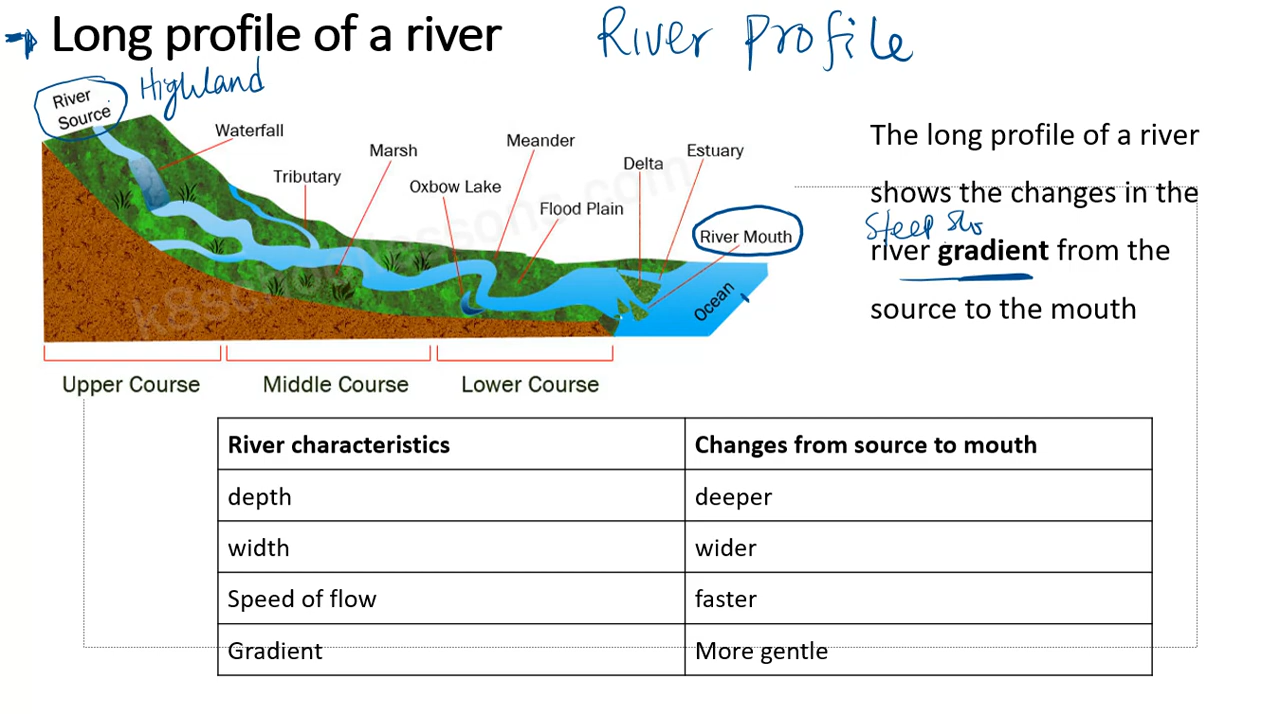 Long profile of a river
River Profile
Highland
River
Source
Waterfall
Tributary
Marsh
Oxbow Lake
Meander
Flood Plain
Delta
Estuary
River Mouth
Ocean
k8schoollessons.com
Upper Course
Middle Course
Lower Course
The long profile of a river
shows the changes in the
Steep
river gradient from the
source to the mouth
River characteristics Changes from source to mouth
depth deeper
width wider
Speed of flow faster
Gradient More gentle